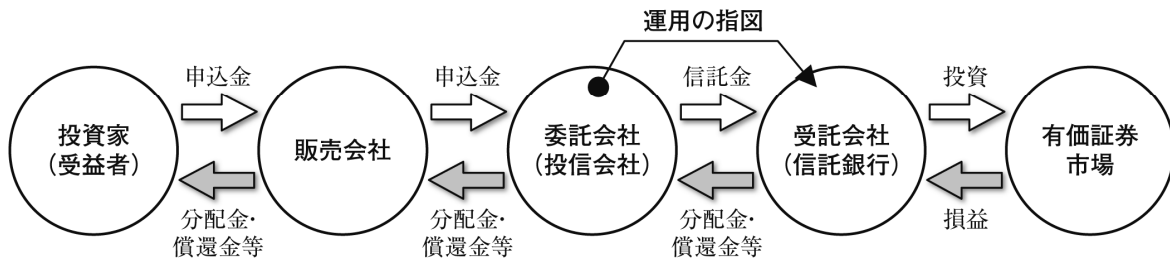 運用の指図
申込金
申込金
信託金
投資
投資家
（受益者）
販売会社
委託会社
（投信会社）
受託会社
（信託銀行）
有価証券
市場
分配金・
償還金等
分配金・
償還金等
分配金・
償還金等
損益